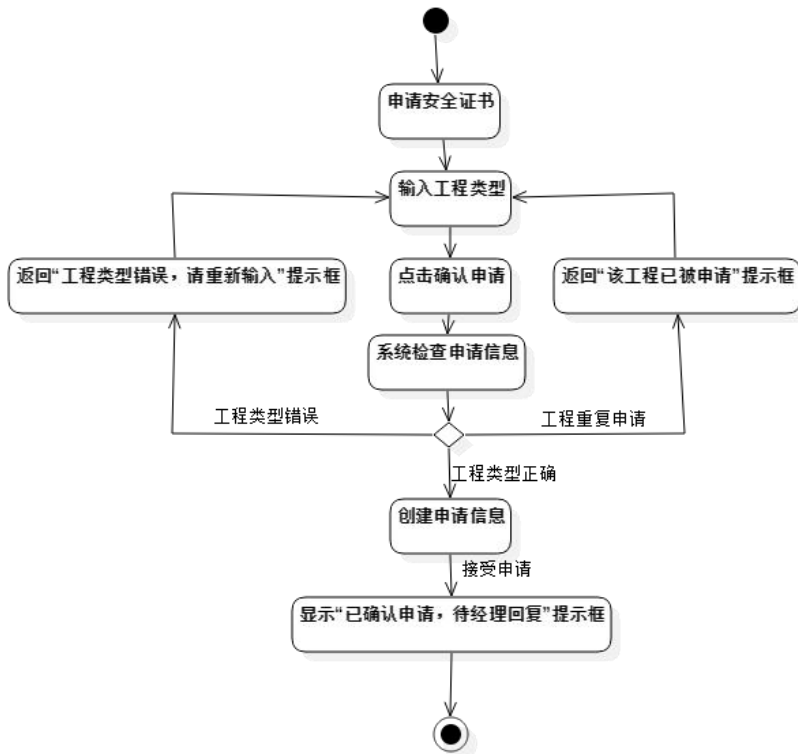 申请安全证书
输入工程类型
返回“工程类型错误，请重新输入”提示框
点击确认申请
返回“该工程已被申请”提示框
系统检查申请信息
工程类型错误
工程重复申请
工程类型正确
创建申请信息
接受申请
显示“已确认申请，待经理回复”提示框